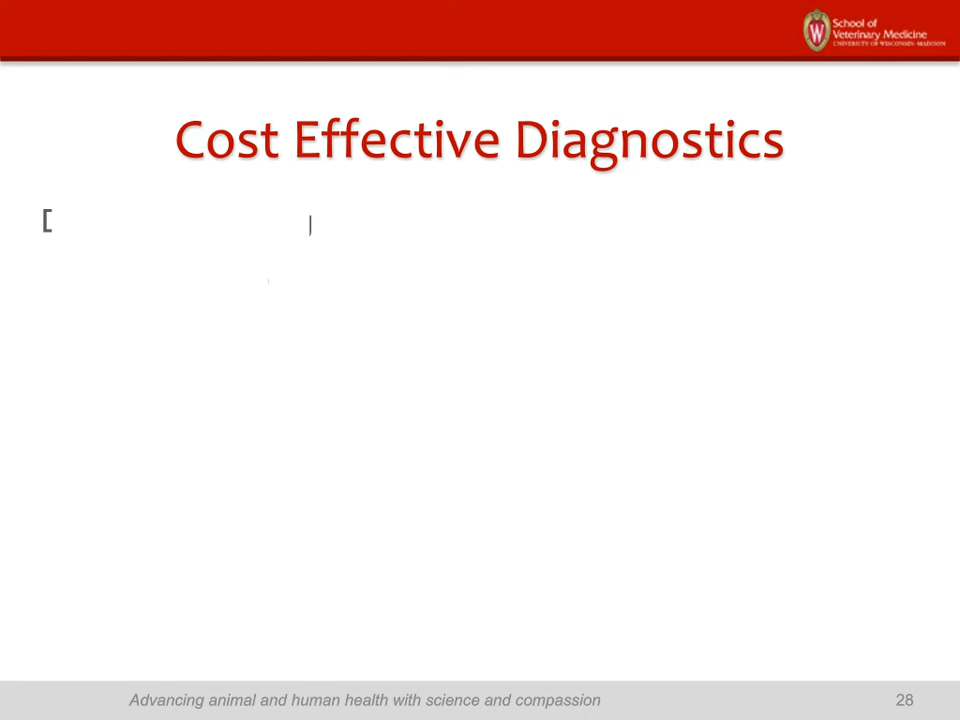 School of
Veterinary Medicine
UNIVERSITY OF WISCONSIN-MADISON
Cost Effective Diagnostics
[
Advancing animal and human health with science and compassion
28